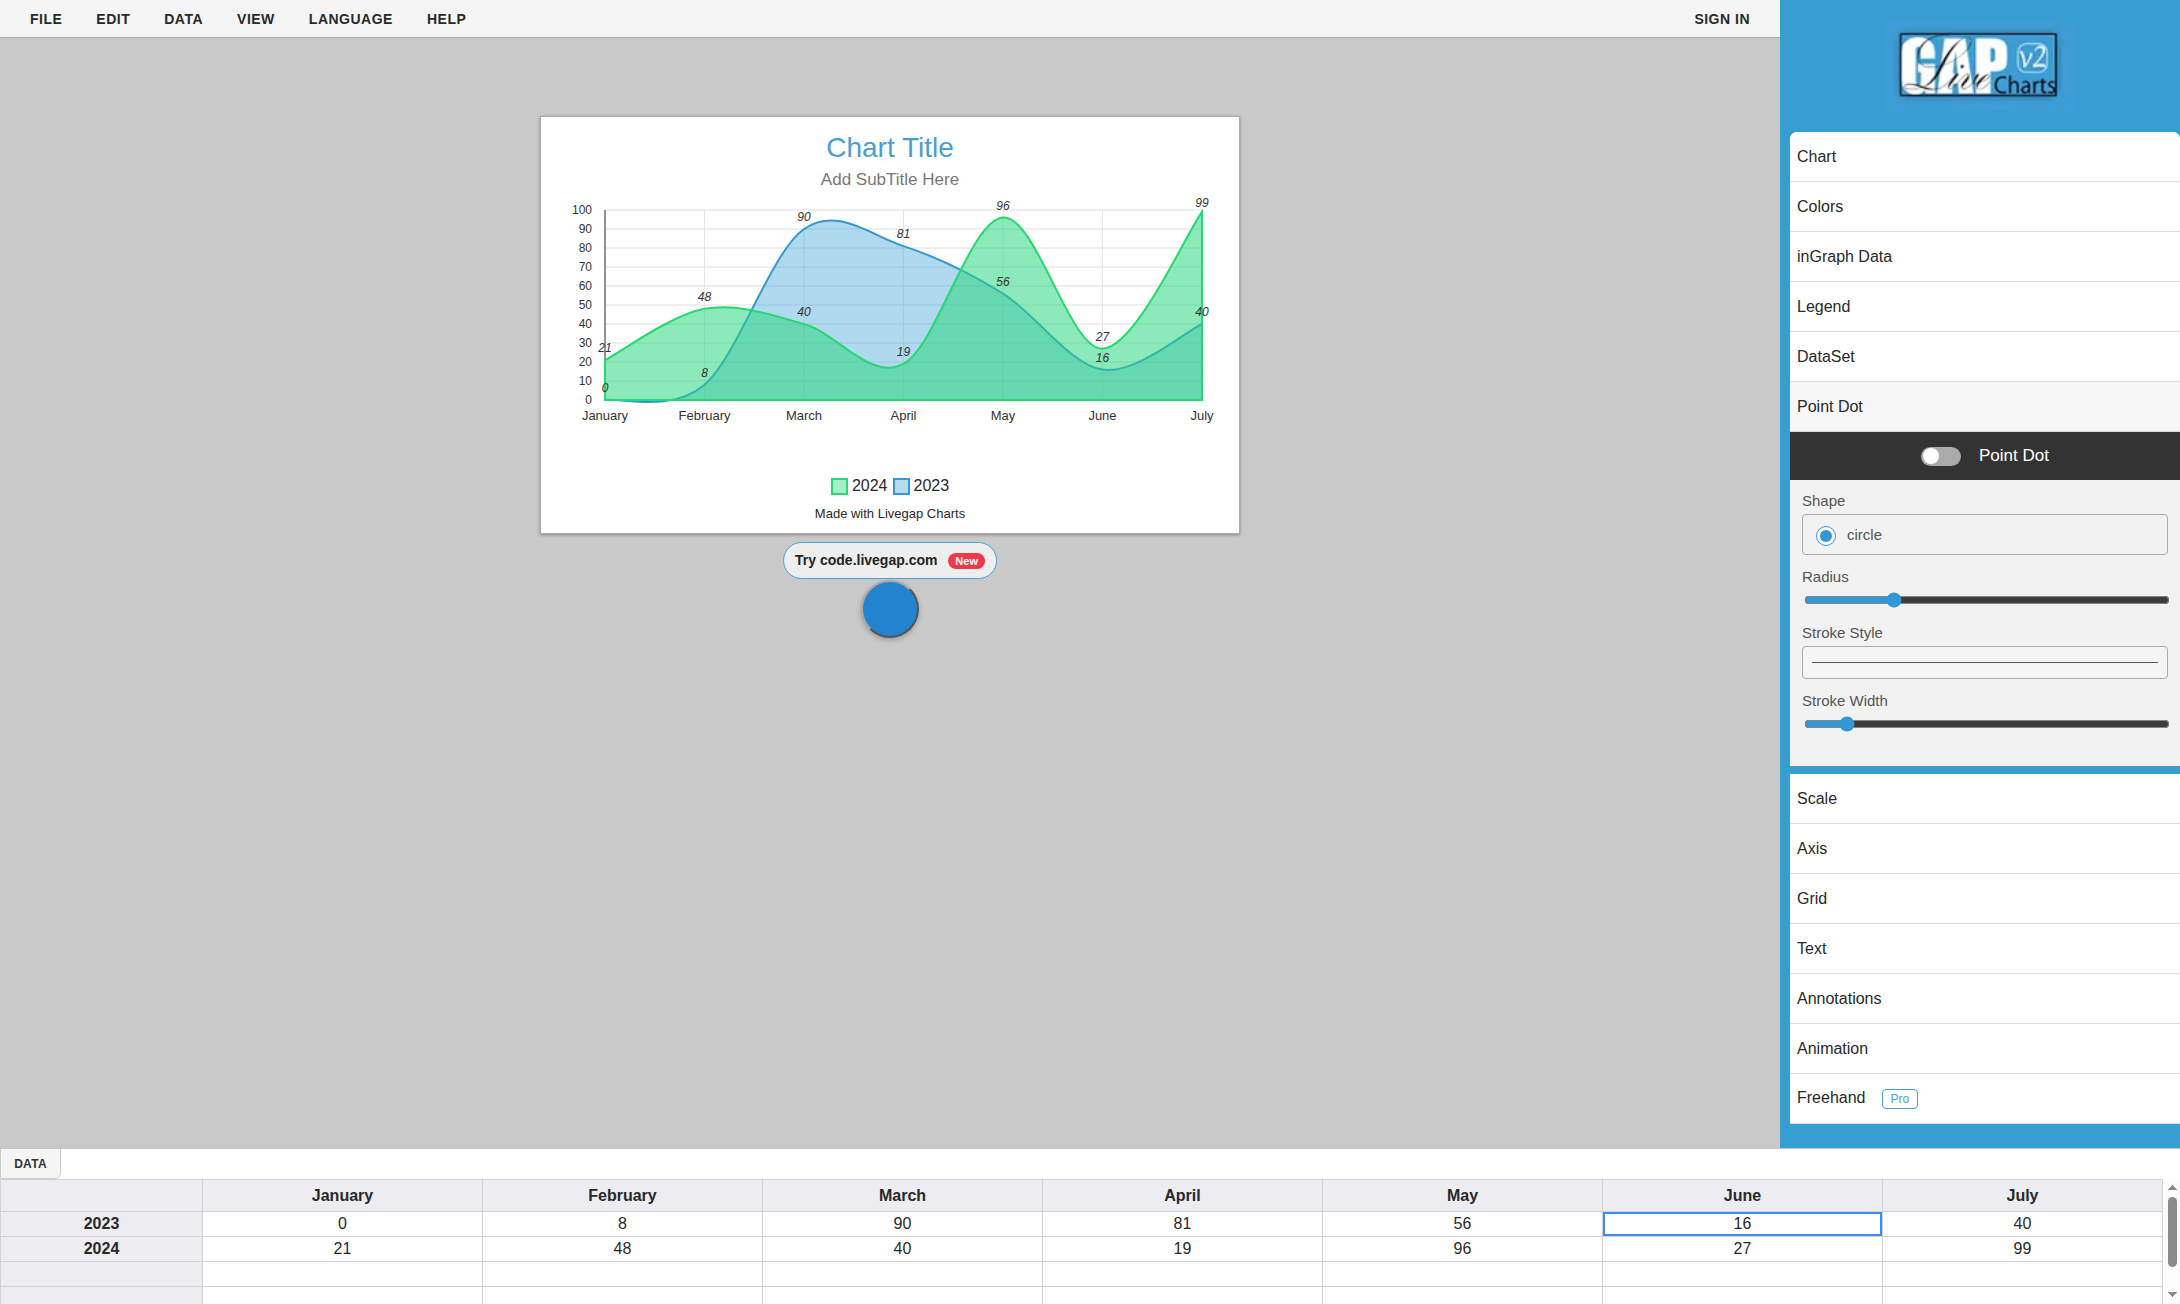 FILE EDIT DATA VIEW LANGUAGE HELP SIGN IN
GAP Live Charts v2
Chart Title
Add SubTitle Here
100
90
80
70
60
50
40
30
20
10
0
21 48 40 19 96 27 99
0 8 90 81 56 16 40
January February March April May June July
2024 2023
Made with Livegap Charts
Try code.livegap.com New
Chart
Colors
inGraph Data
Legend
DataSet
Point Dot
Point Dot
Shape
circle
Radius
Stroke Style
Stroke Width
Scale
Axis
Grid
Text
Annotations
Animation
Freehand Pro
DATA
January February March April May June July
2023 0 8 90 81 56 16 40
2024 21 48 40 19 96 27 99